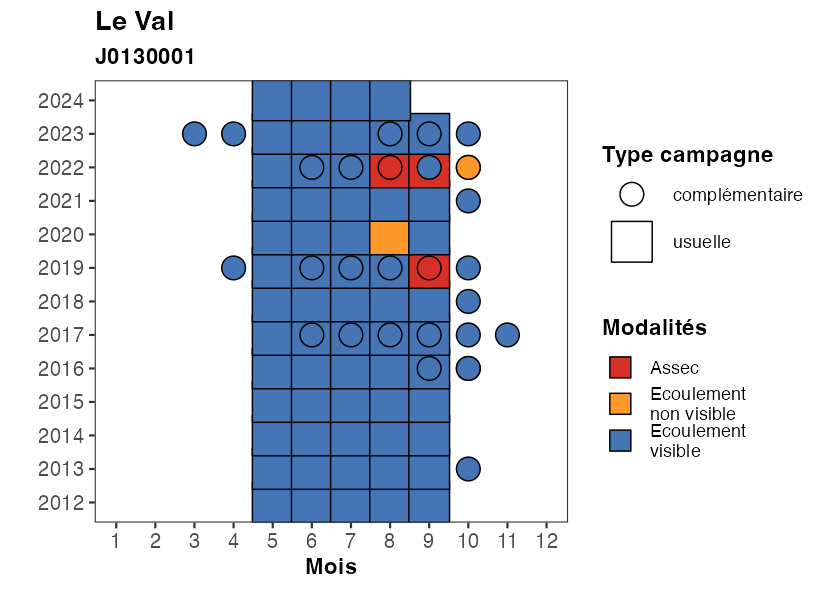 Le Val
J0130001
2024
2023
2022
2021
2020
2019
2018
2017
2016
2015
2014
2013
2012
1 2 3 4 5 6 7 8 9 10 11 12
Mois
Type campagne
complémentaire
usuelle
Modalités
Assec
Ecoulement
non visible
Ecoulement
visible